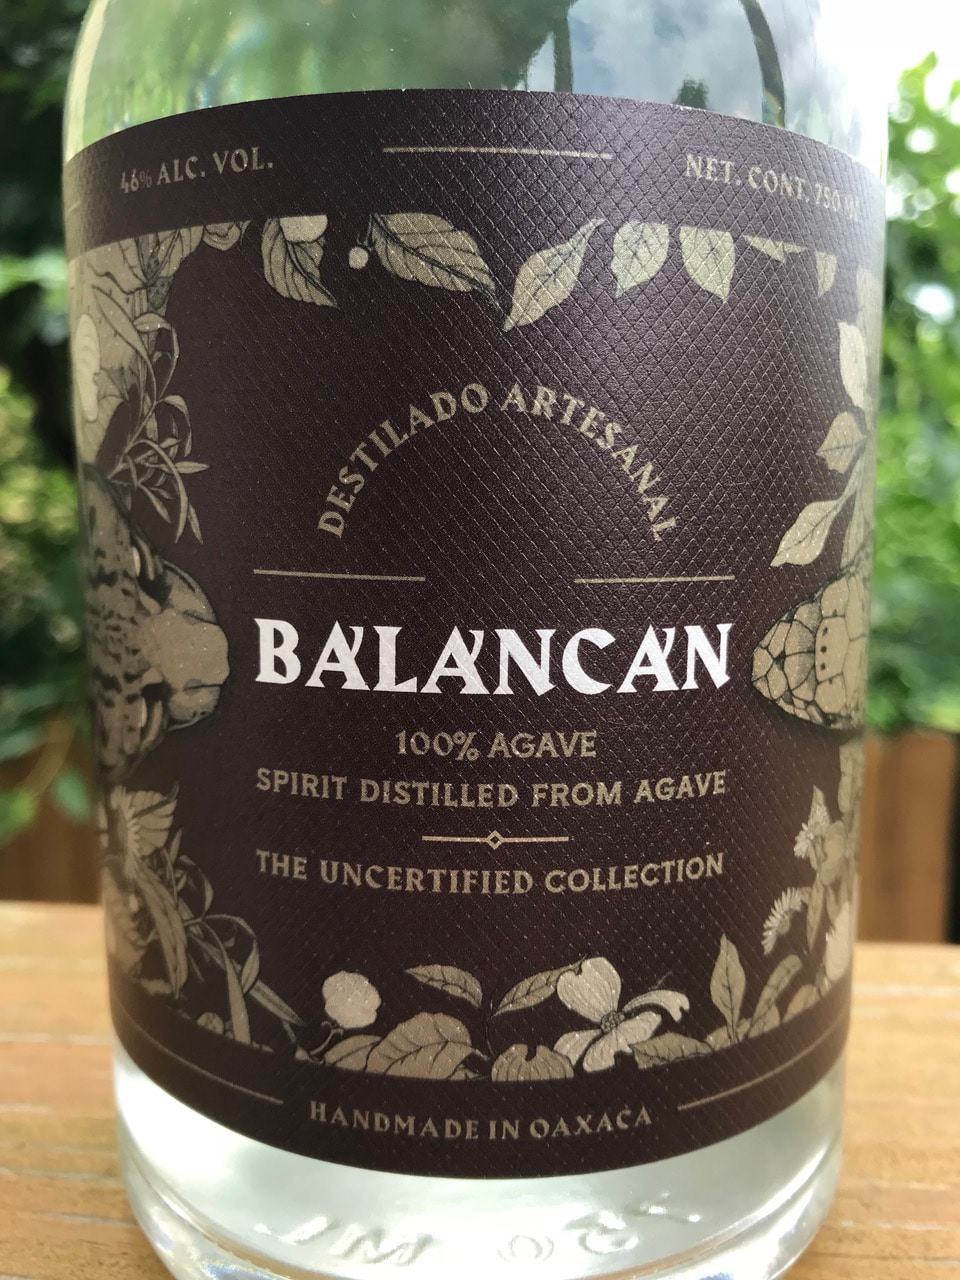 46% ALC. VOL.
NET. CONT. 750 ML
DESTILADO ARTESANAL
BALANCAN
100% AGAVE
SPIRIT DISTILLED FROM AGAVE
THE UNCERTIFIED COLLECTION
HANDMADE IN OAXACA